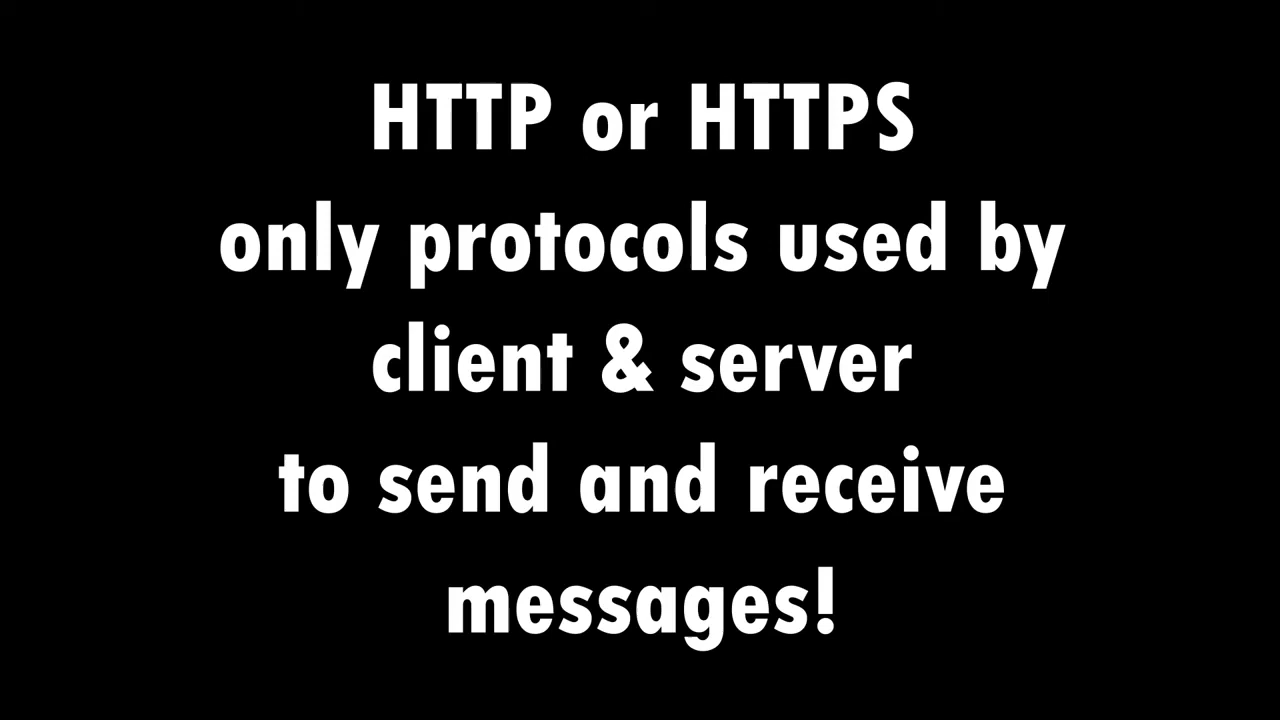 HTTP or HTTPS
only protocols used by
client & server
to send and receive
messages!